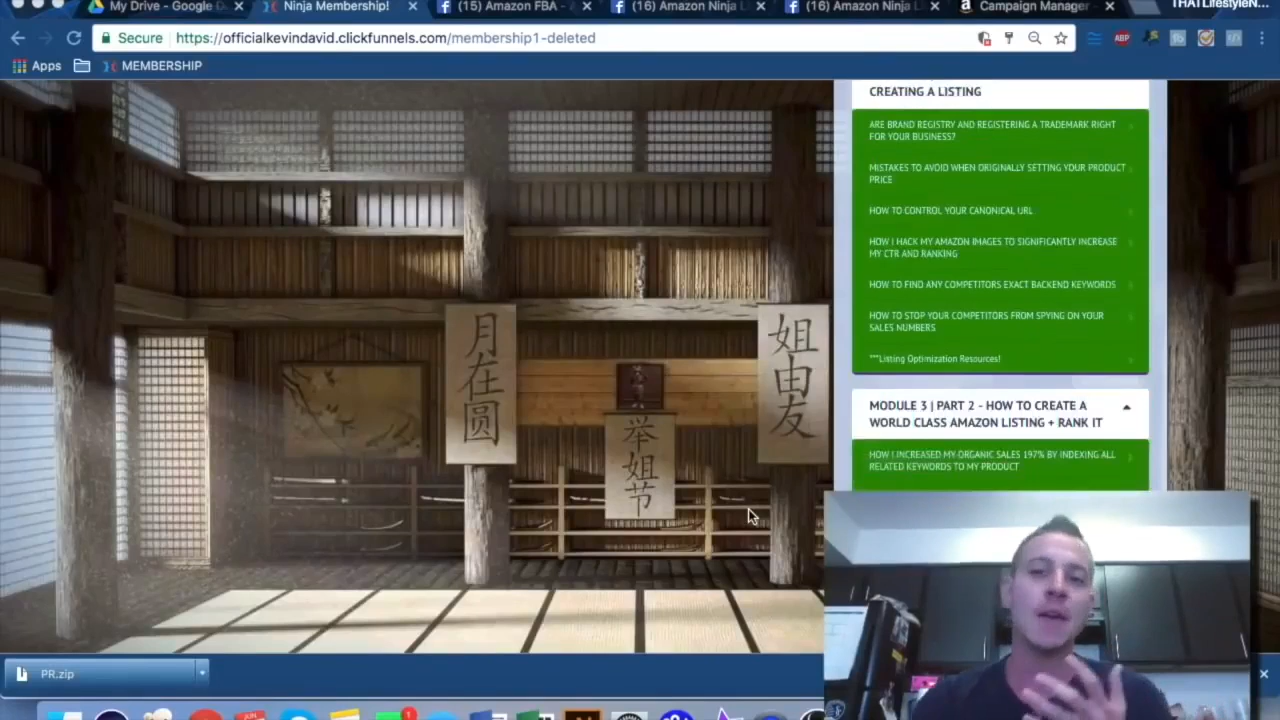 My Drive - Google D
Ninja Membership!
(15) Amazon FBA -
(16) Amazon Ninja L
(16) Amazon Ninja Li
Campaign Manager
THATLifestyleN...
Secure
https://officialkevindavid.clickfunnels.com/membership1-deleted
ABP
Apps
MEMBERSHIP
CREATING A LISTING
ARE BRAND REGISTRY AND REGISTERING A TRADEMARK RIGHT
FOR YOUR BUSINESS?
MISTAKES TO AVOID WHEN ORIGINALLY SETTING YOUR PRODUCT
PRICE
HOW TO CONTROL YOUR CANONICAL URL
HOW I HACK MY AMAZON IMAGES TO SIGNIFICANTLY INCREASE
MY CTR AND RANKING
HOW TO FIND ANY COMPETITORS EXACT BACKEND KEYWORDS
HOW TO STOP YOUR COMPETITORS FROM SPYING ON YOUR
SALES NUMBERS
***Listing Optimization Resources!
MODULE 3 | PART 2 - HOW TO CREATE A
WORLD CLASS AMAZON LISTING + RANK IT
HOW I INCREASED MY ORGANIC SALES 197% BY INDEXING ALL
RELATED KEYWORDS TO MY PRODUCT
月在圆
举姐节
姐由友
PR.zip
JUN
1